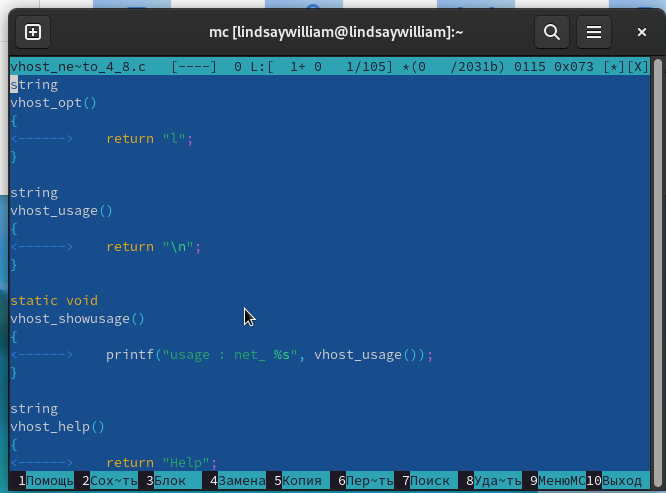 mc [lindsaywilliam@lindsaywilliam]:~
vhost_ne~to_4_8.c   [----]  0 L:[  1+ 0   1/105] *(0   /2031b) 0115 0x073 [*][X]
string
vhost_opt()
{
<------>    return "l";
}
string
vhost_usage()
{
<------>    return "\n";
}
static void
vhost_showusage()
{
<------>    printf("usage : net_ %s", vhost_usage());
}
string
vhost_help()
{
<------>    return "Help";
1Помощь 2Сох~ть 3Блок 4Замена 5Копия 6Пер~ть 7Поиск 8Уда~ть 9МенюMC 10Выход